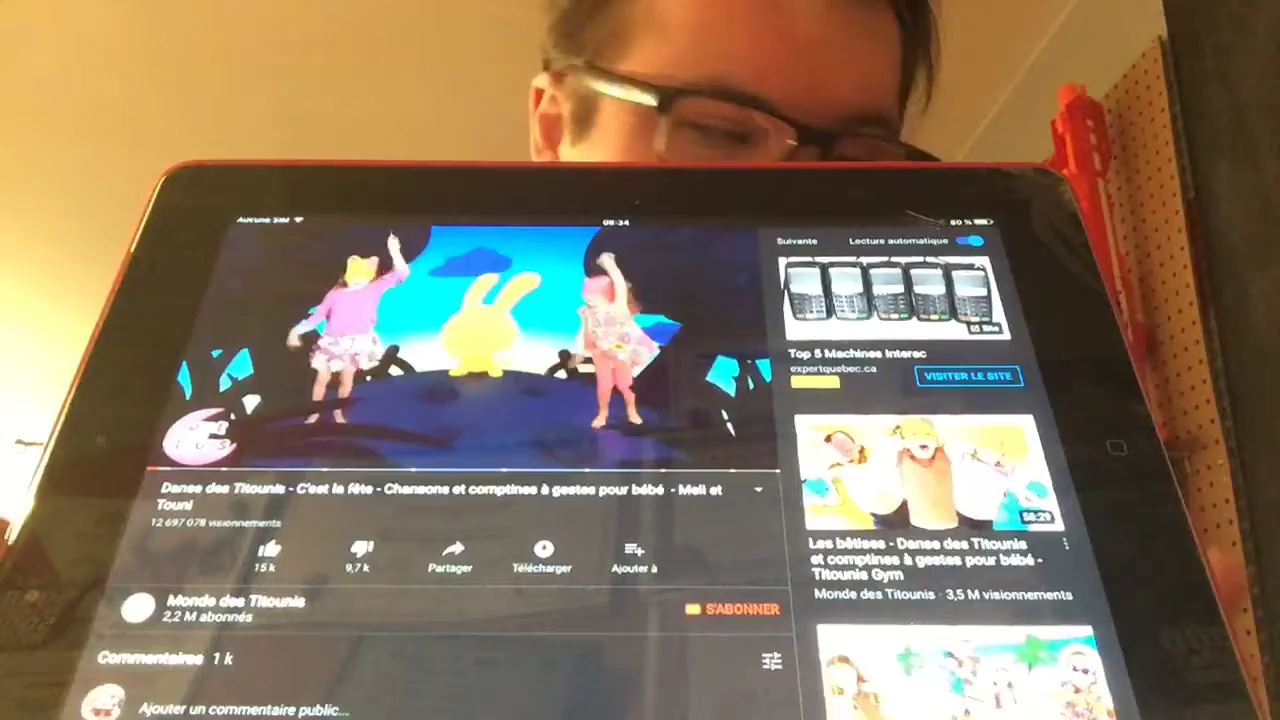 Aucune SIM
08:34
80 %
Suivante
Lecture automatique
Top 5 Machines Interac
expertquebec.ca
VISITER LE SITE
Danse des Titounis - C'est la fête - Chansons et comptines à gestes pour bébé - Meli et
Touni
12 697 078 visionnements
15 k
9,7 k
Partager
Télécharger
Ajouter à
Monde des Titounis
2,2 M abonnés
S'ABONNER
Commentaires 1 k
Ajouter un commentaire public...
58:29
Les bêtises - Danse des Titounis
et comptines à gestes pour bébé -
Titounis Gym
Monde des Titounis · 3,5 M visionnements